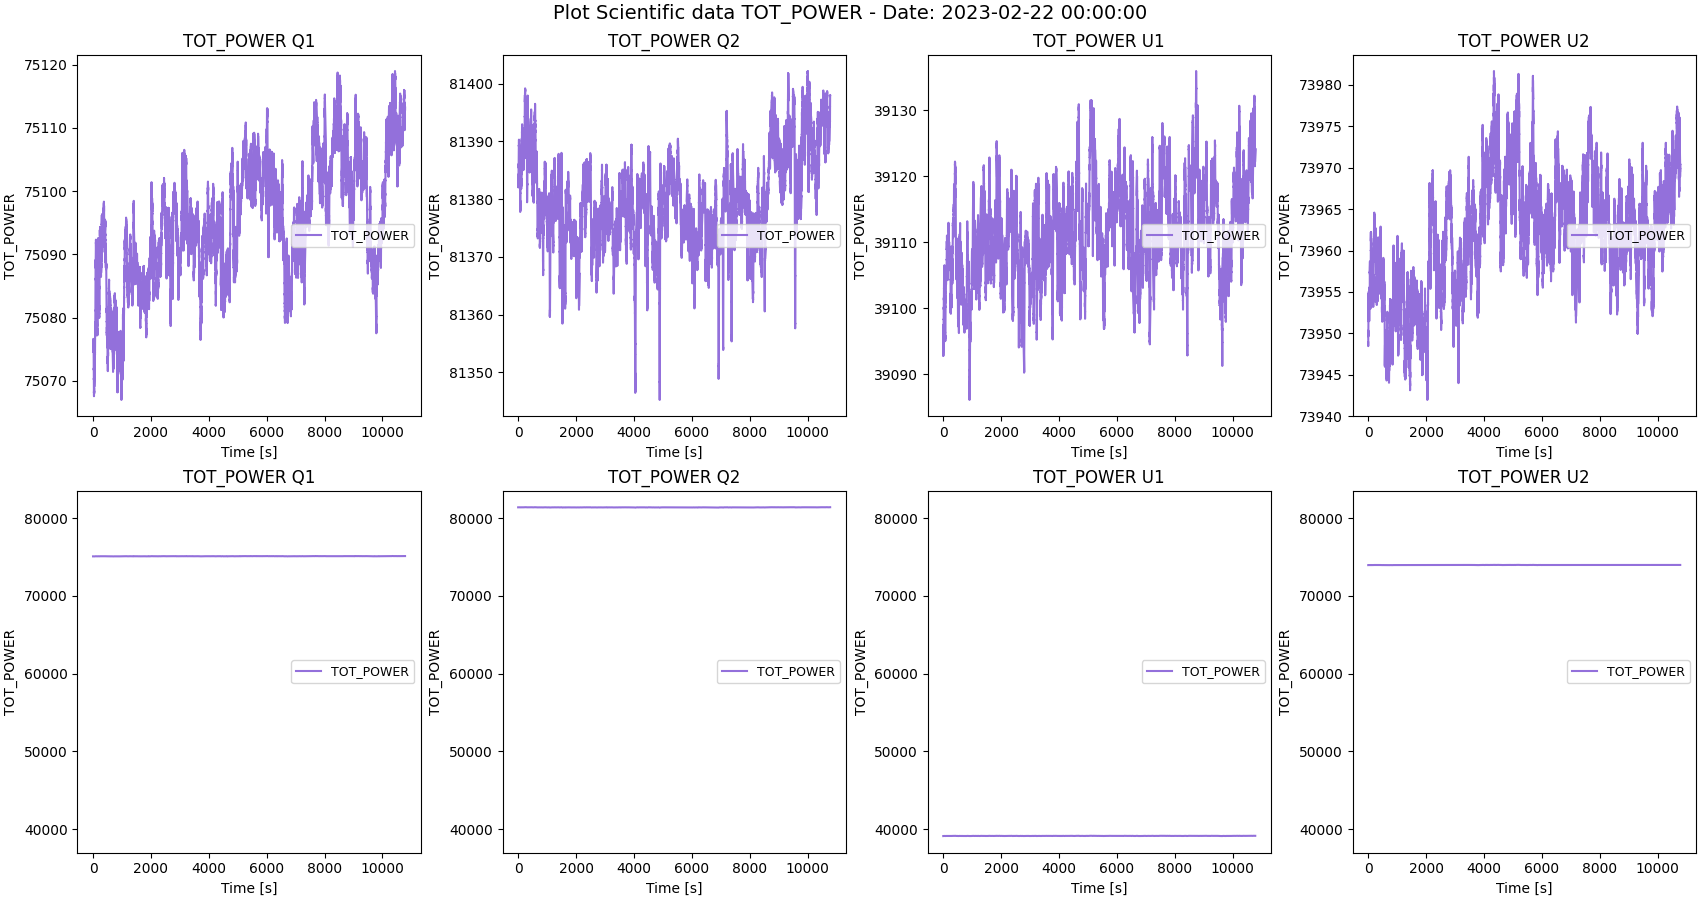 Plot Scientific data TOT_POWER - Date: 2023-02-22 00:00:00
TOT_POWER Q1
TOT_POWER
75120
75110
75100
75090
75080
75070
TOT_POWER
0 2000 4000 6000 8000 10000
Time [s]
TOT_POWER Q2
TOT_POWER
81400
81390
81380
81370
81360
81350
TOT_POWER
0 2000 4000 6000 8000 10000
Time [s]
TOT_POWER U1
TOT_POWER
39130
39120
39110
39100
39090
TOT_POWER
0 2000 4000 6000 8000 10000
Time [s]
TOT_POWER U2
TOT_POWER
73980
73975
73970
73965
73960
73955
73950
73945
73940
TOT_POWER
0 2000 4000 6000 8000 10000
Time [s]
TOT_POWER Q1
TOT_POWER
80000
70000
60000
50000
40000
TOT_POWER
0 2000 4000 6000 8000 10000
Time [s]
TOT_POWER Q2
TOT_POWER
80000
70000
60000
50000
40000
TOT_POWER
0 2000 4000 6000 8000 10000
Time [s]
TOT_POWER U1
TOT_POWER
80000
70000
60000
50000
40000
TOT_POWER
0 2000 4000 6000 8000 10000
Time [s]
TOT_POWER U2
TOT_POWER
80000
70000
60000
50000
40000
TOT_POWER
0 2000 4000 6000 8000 10000
Time [s]